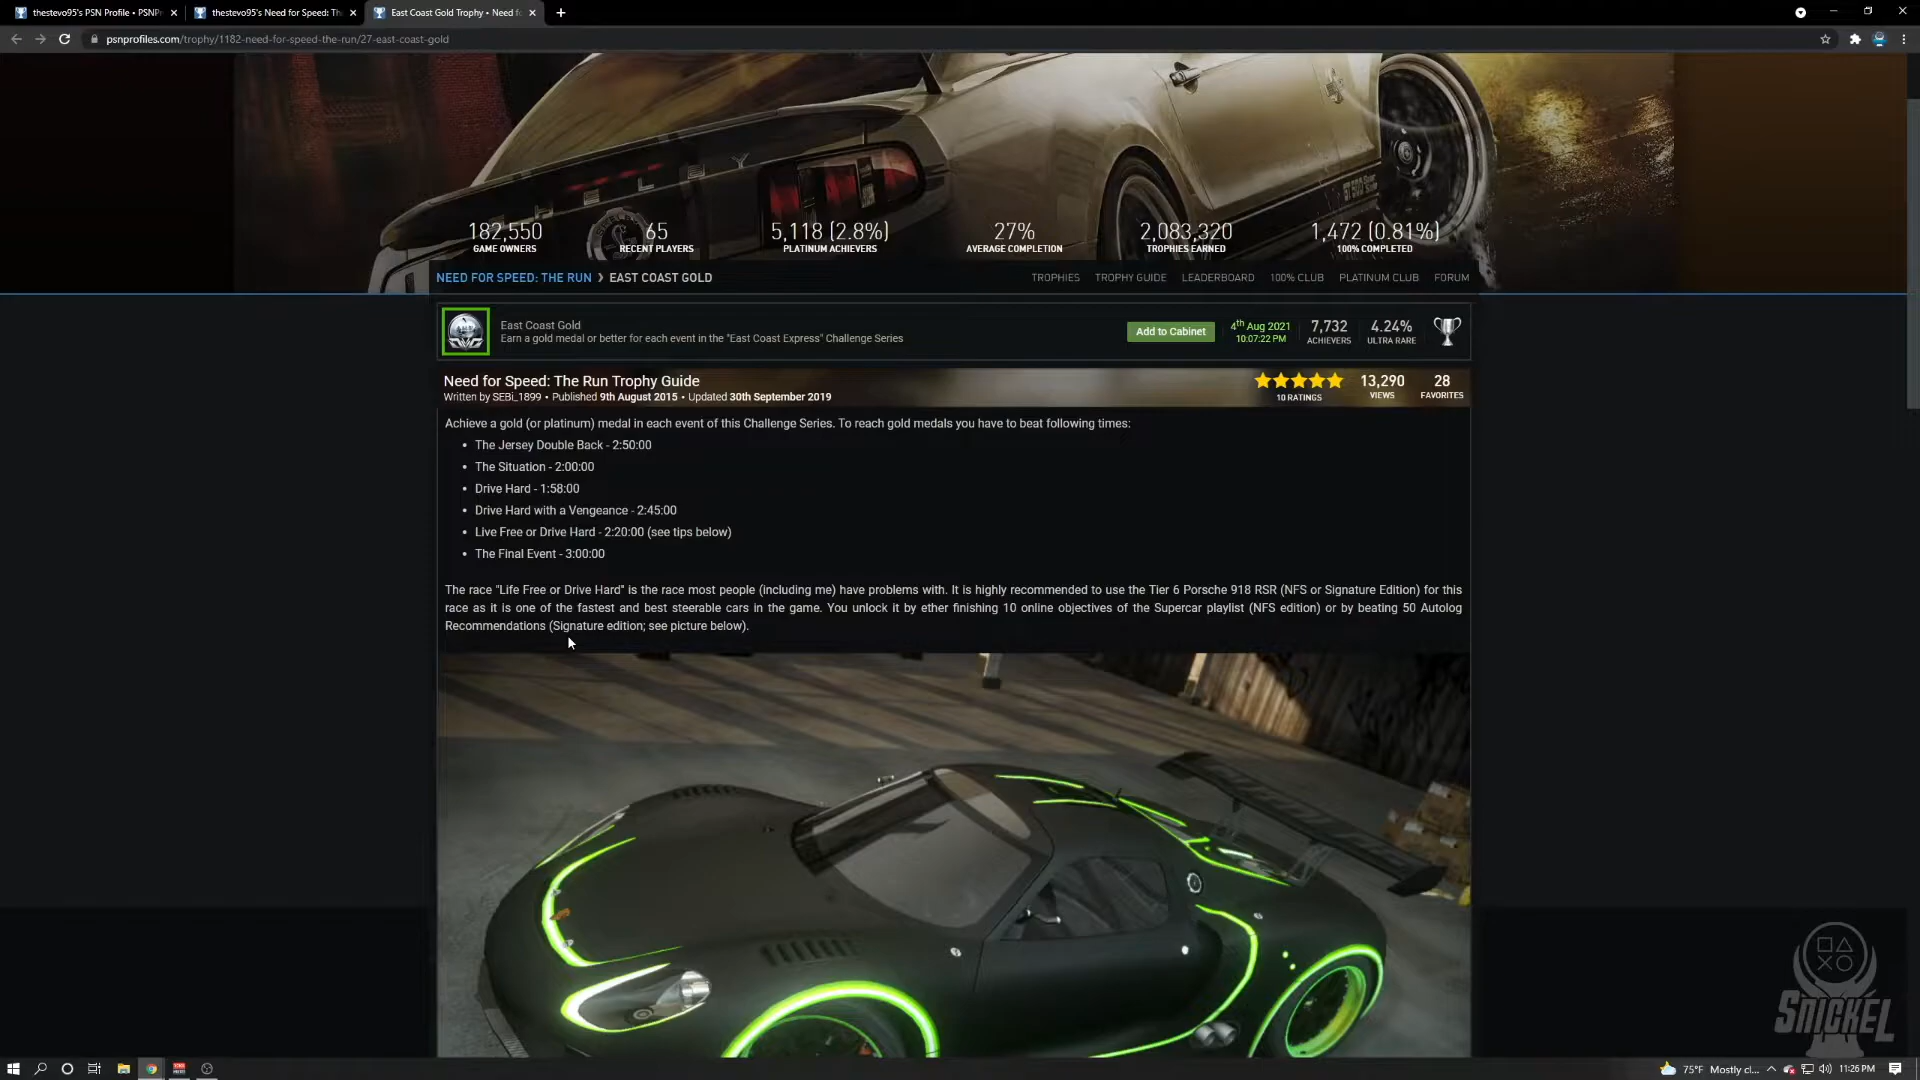 thestevo95's PSN Profile • PSNP
thestevo95's Need for Speed: Th
East Coast Gold Trophy • Need fo
psnprofiles.com/trophy/1182-need-for-speed-the-run/27-east-coast-gold
SHELBY
182,550
GAME OWNERS
65
RECENT PLAYERS
5,118 (2.8%)
PLATINUM ACHIEVERS
27%
AVERAGE COMPLETION
2,083,320
TROPHIES EARNED
1,472 (0.81%)
100% COMPLETED
NEED FOR SPEED: THE RUN > EAST COAST GOLD
TROPHIES TROPHY GUIDE LEADERBOARD 100% CLUB PLATINUM CLUB FORUM
East Coast Gold
Earn a gold medal or better for each event in the "East Coast Express" Challenge Series
Add to Cabinet
4th Aug 2021
10:07:22 PM
7,732
ACHIEVERS
4.24%
ULTRA RARE
Need for Speed: The Run Trophy Guide
Written by SEBi_1899 • Published 9th August 2015 • Updated 30th September 2019
10 RATINGS
13,290
VIEWS
28
FAVORITES
Achieve a gold (or platinum) medal in each event of this Challenge Series. To reach gold medals you have to beat following times:
• The Jersey Double Back - 2:50:00
• The Situation - 2:00:00
• Drive Hard - 1:58:00
• Drive Hard with a Vengeance - 2:45:00
• Live Free or Drive Hard - 2:20:00 (see tips below)
• The Final Event - 3:00:00
The race "Life Free or Drive Hard" is the race most people (including me) have problems with. It is highly recommended to use the Tier 6 Porsche 918 RSR (NFS or Signature Edition) for this
race as it is one of the fastest and best steerable cars in the game. You unlock it by ether finishing 10 online objectives of the Supercar playlist (NFS edition) or by beating 50 Autolog
Recommendations (Signature edition; see picture below).
SNICKEL
75°F Mostly cl...
11:26 PM